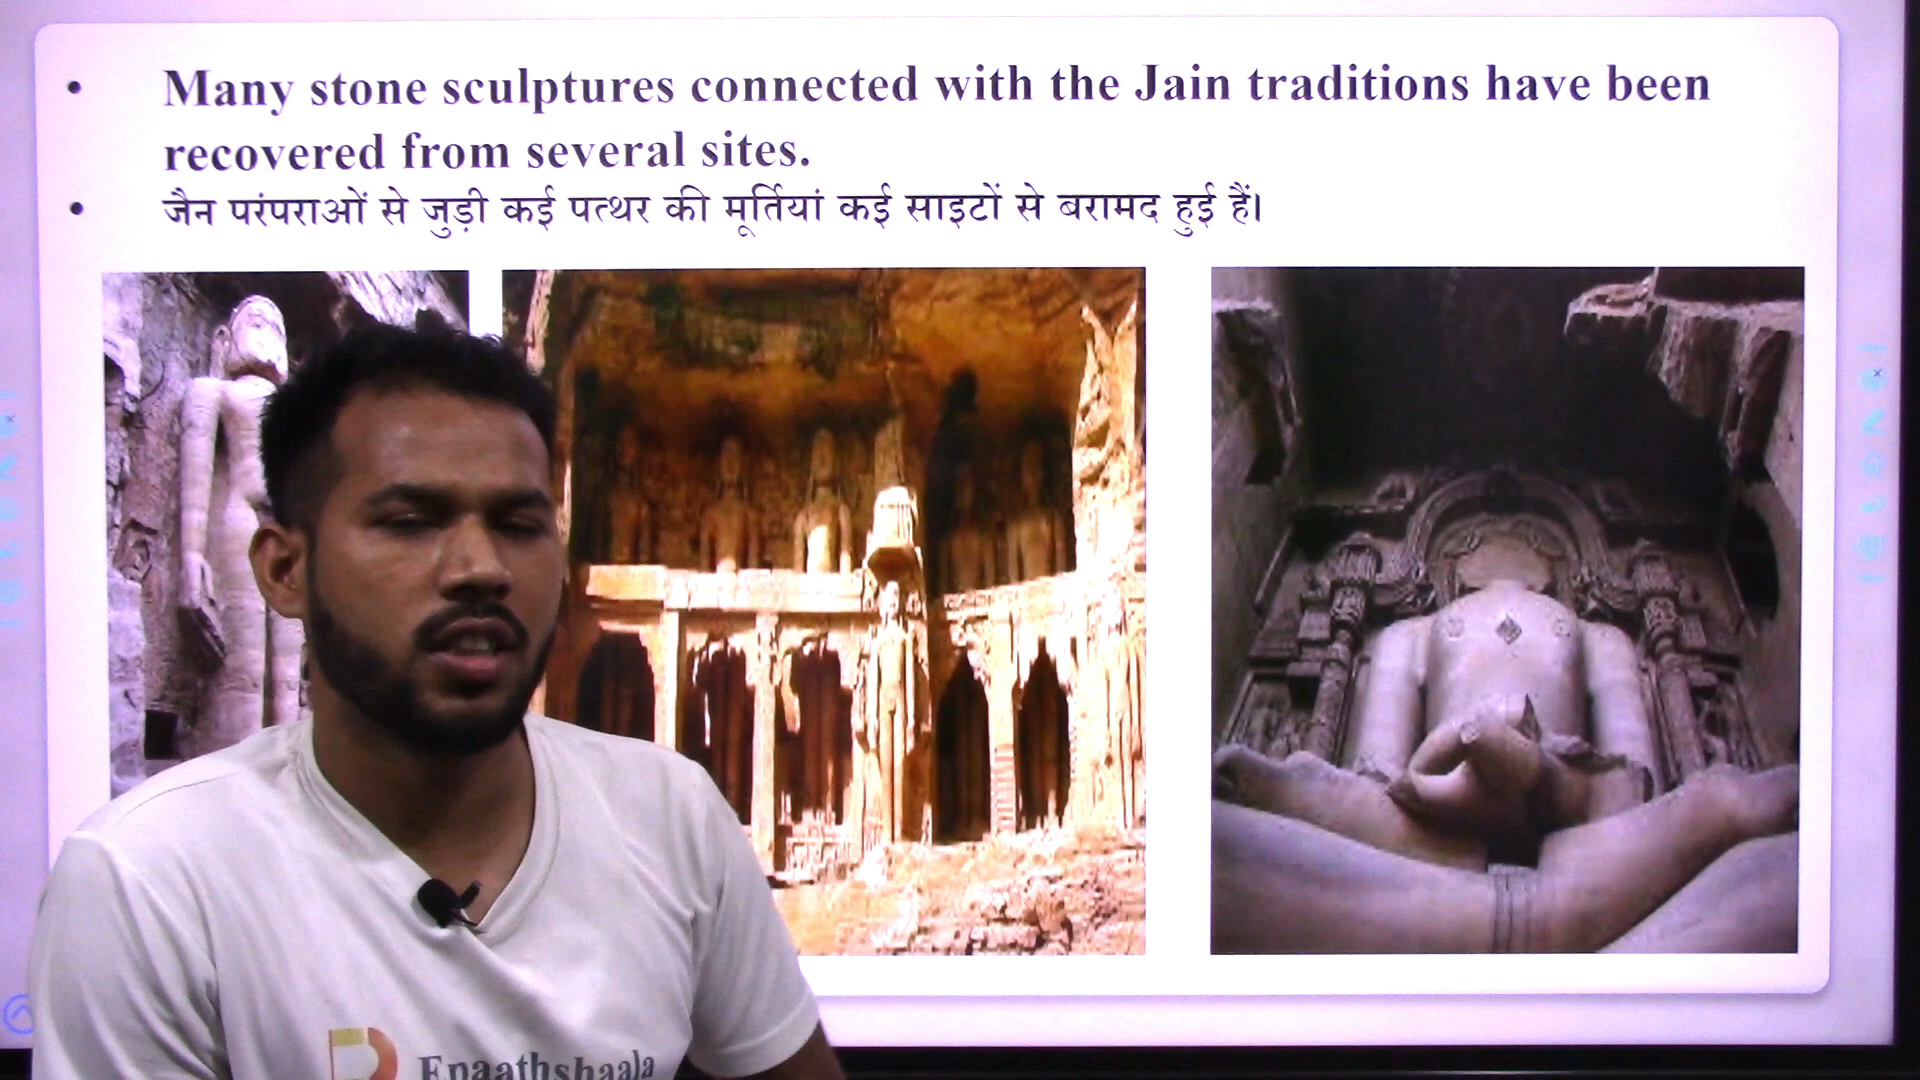 • Many stone sculptures connected with the Jain traditions have been
recovered from several sites.
• जैन परंपराओं से जुड़ी कई पत्थर की मूर्तियां कई साइटों से बरामद हुई हैं।
Epaathshaala